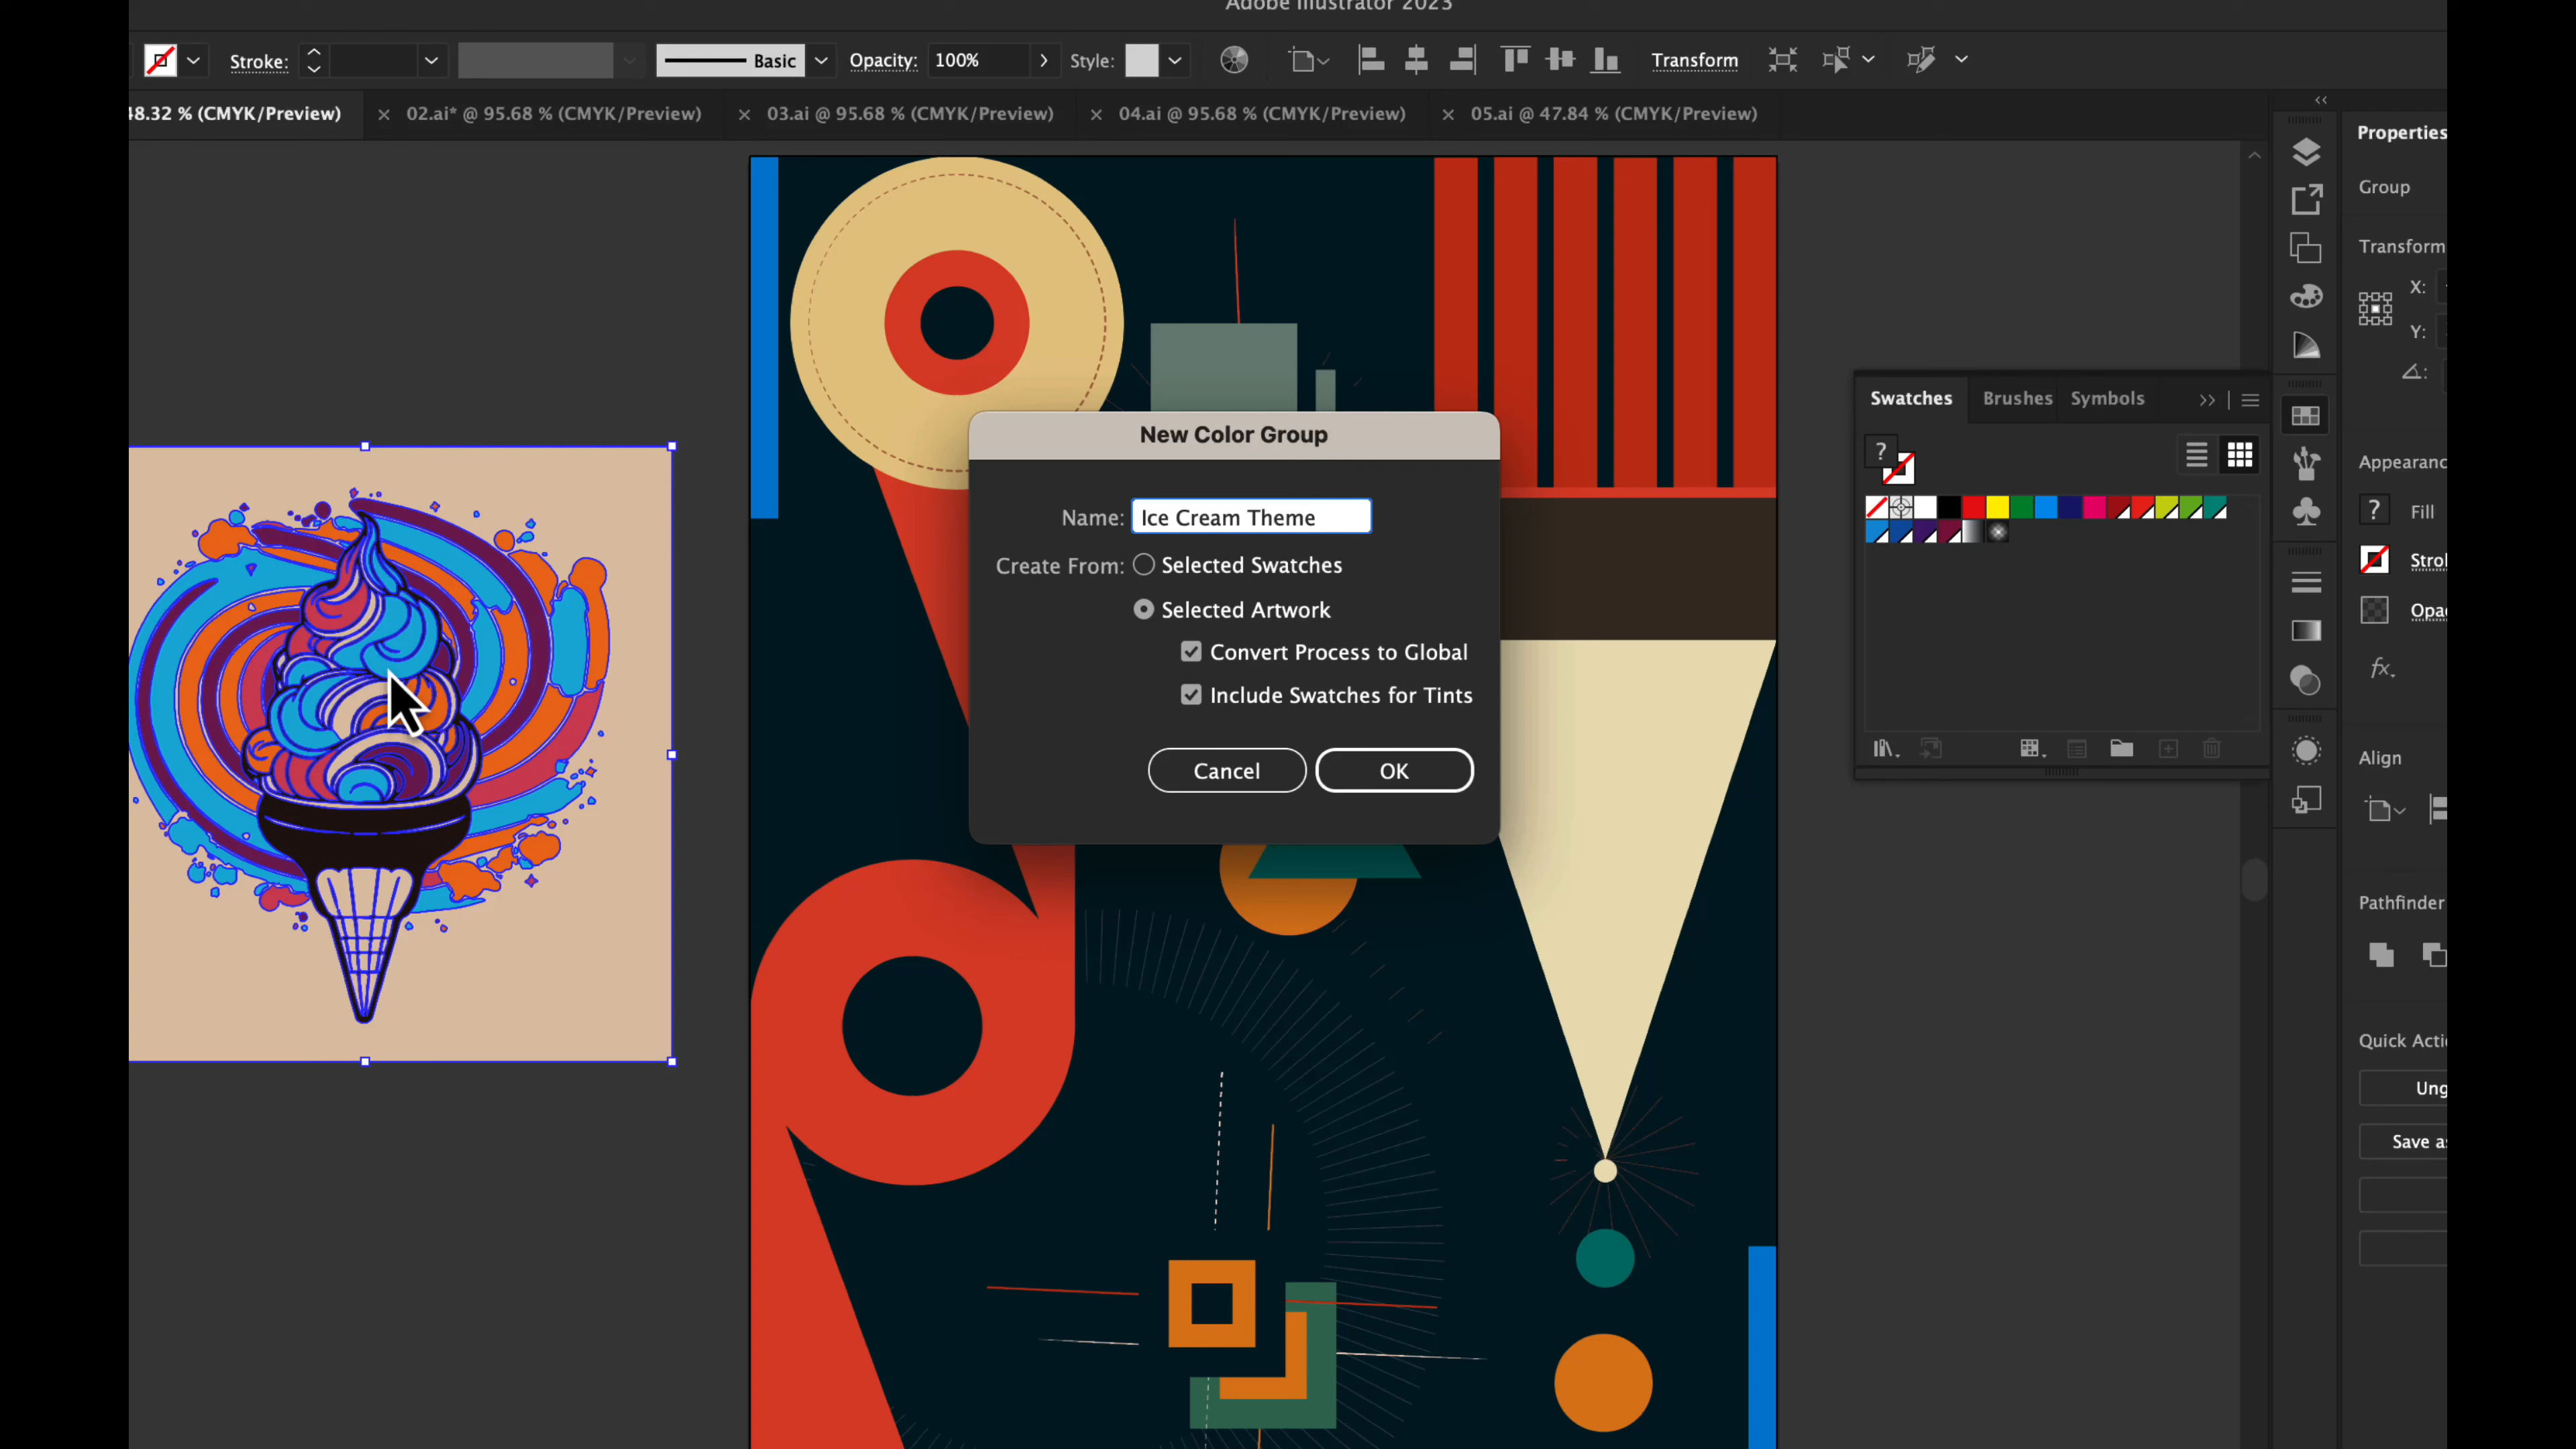 Adobe Illustrator 2023
Stroke:
Basic
Opacity: 100%
Style:
Transform
48.32 % (CMYK/Preview)
02.ai* @ 95.68 % (CMYK/Preview)
03.ai @ 95.68 % (CMYK/Preview)
04.ai @ 95.68 % (CMYK/Preview)
05.ai @ 47.84 % (CMYK/Preview)
Properties
Group
Transform
X:
Y:
Swatches Brushes Symbols
New Color Group
Name: Ice Cream Theme
Create From: Selected Swatches
Selected Artwork
Convert Process to Global
Include Swatches for Tints
Cancel
OK
Appearanc
? Fill
Stro
Opa
fx.
Align
Pathfinder
Quick Acti
Ung
Save as